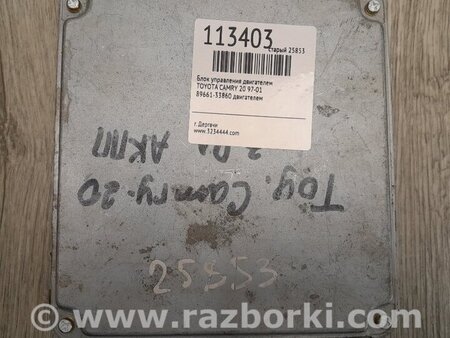 113403
старый 25853
Блок управления двигателем
TOYOTA CAMRY 20 97-01
89661-33860 двигателем
г. Дергачи
www.3234444.com
АКПП
Toy. Camry-20
25853
www.razborki.com